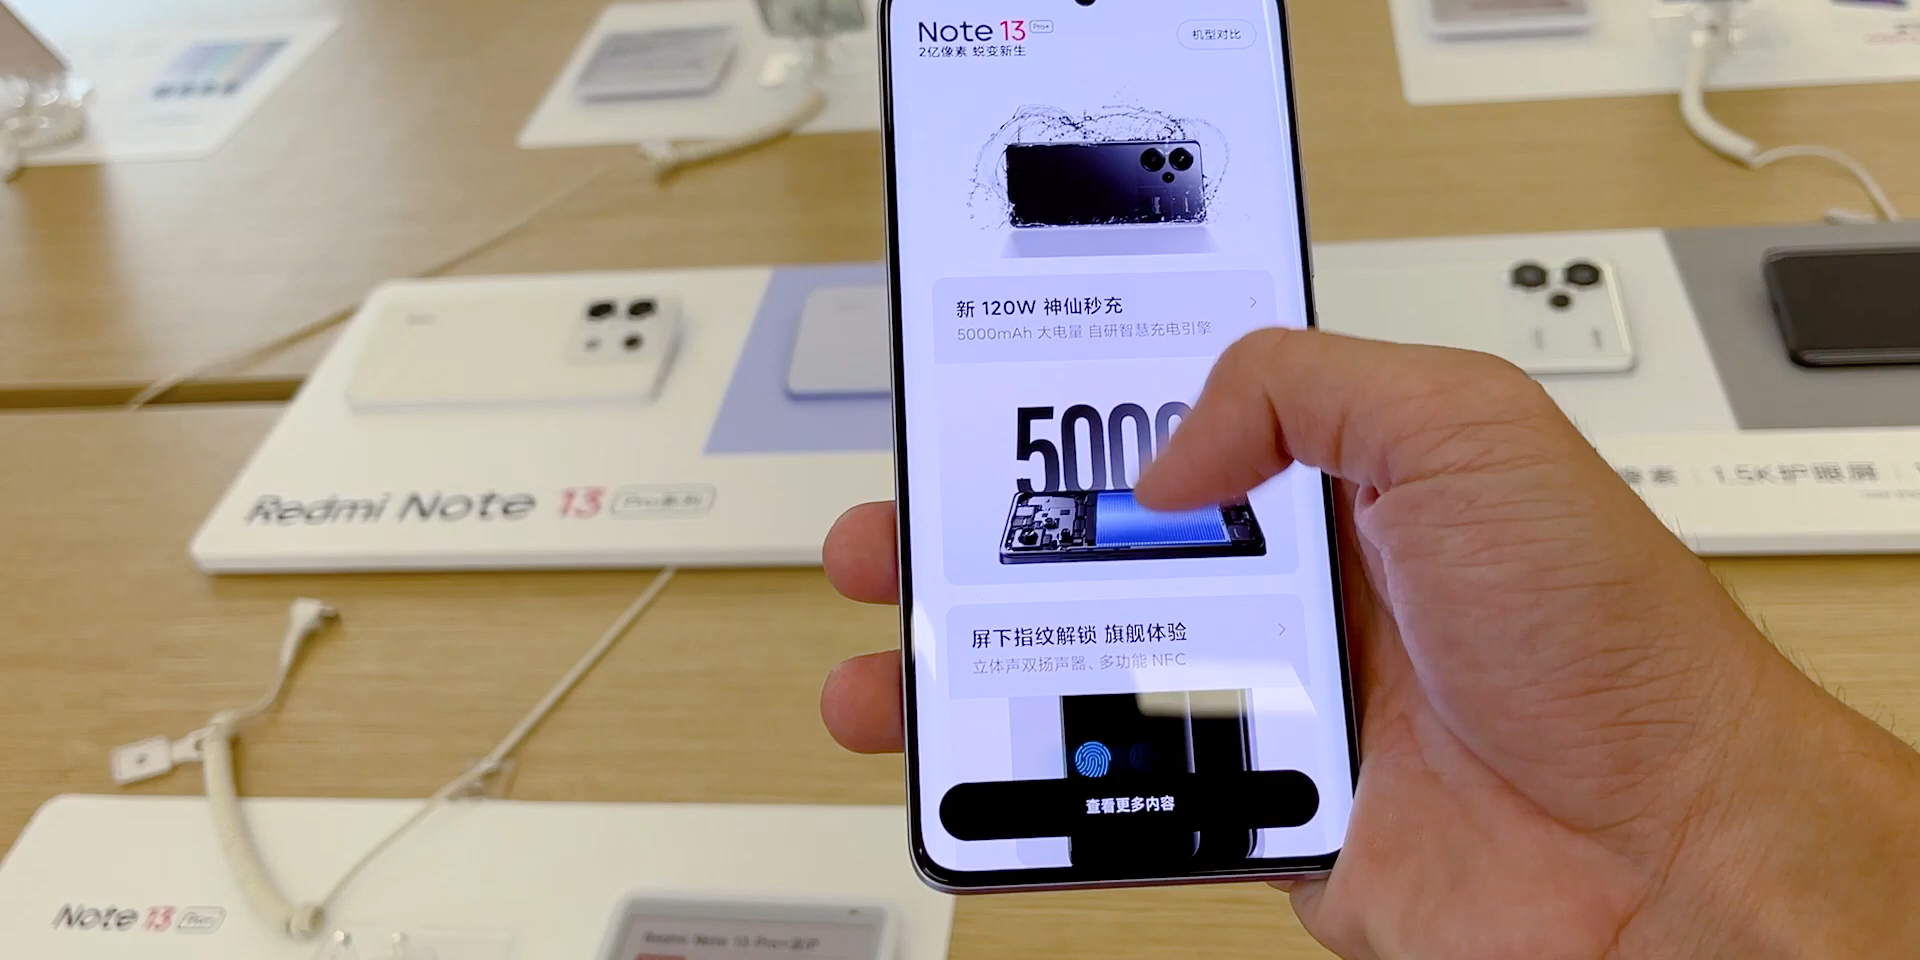 Note 13 Pro+
机型对比
2亿像素 蜕变新生
新 120W 神仙秒充
5000mAh 大电量 自研智慧充电引擎
5000
屏下指纹解锁 旗舰体验
立体声双扬声器、多功能 NFC
查看更多内容
Redmi Note 13 Pro系列
1.5K护眼屏
Note 13 Pro+
Redmi Note 13 Pro+